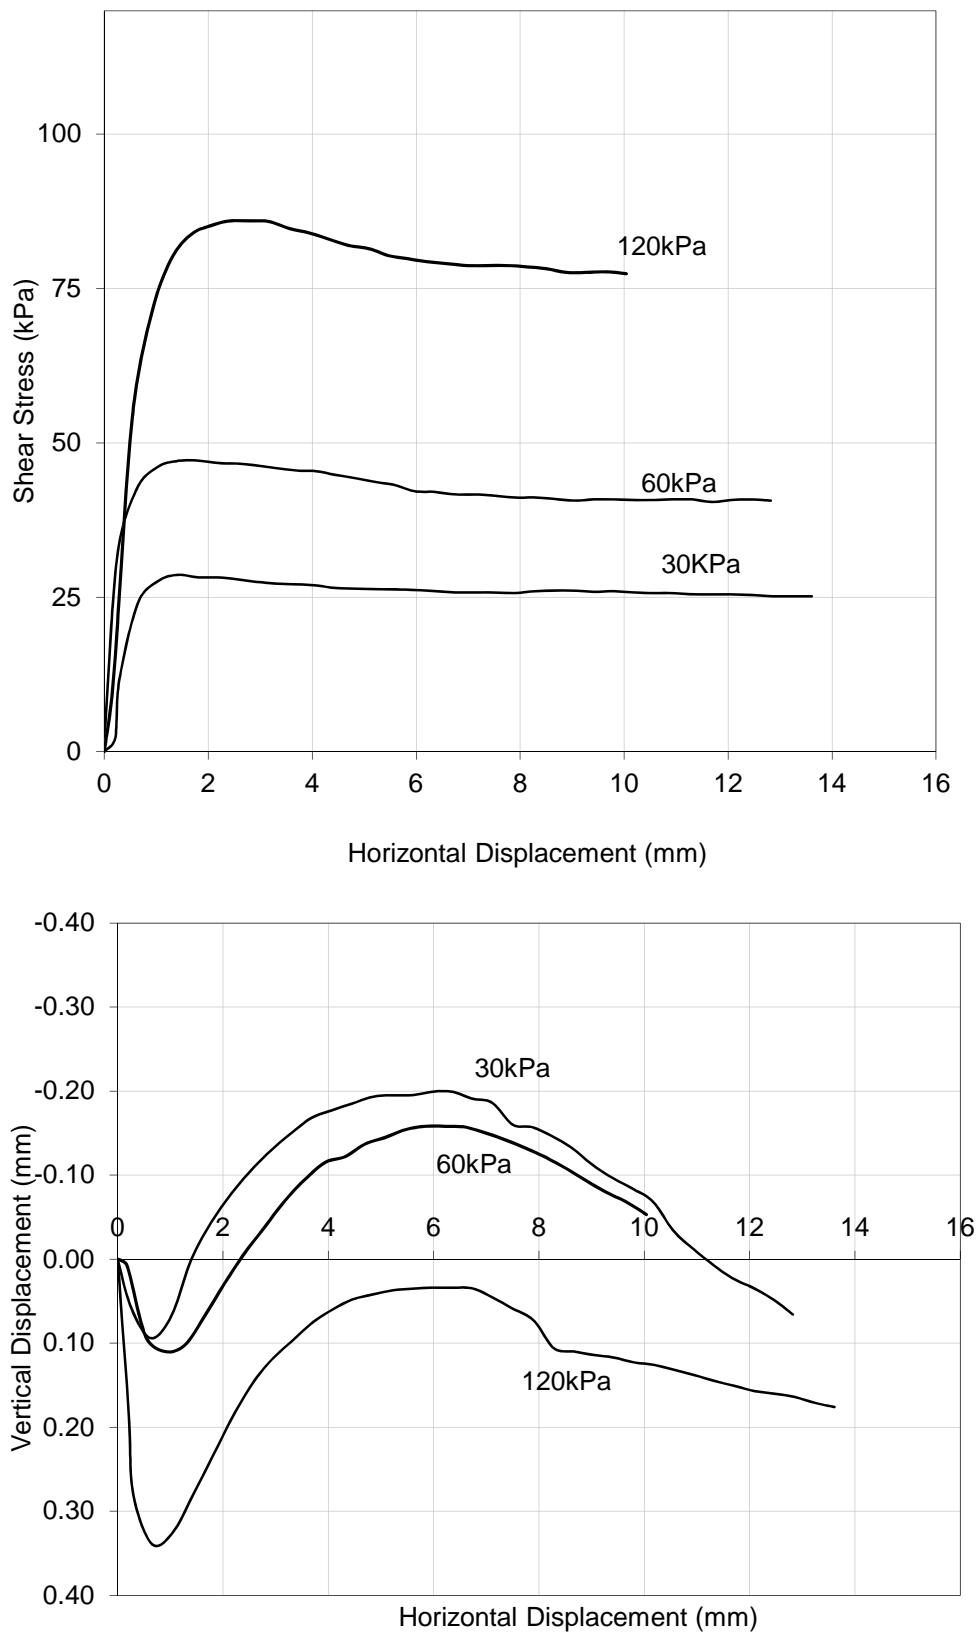 100
120kPa
75
Shear Stress (kPa)
50
60kPa
30KPa
25
0
0 2 4 6 8 10 12 14 16
Horizontal Displacement (mm)
-0.40
-0.30
-0.20
30kPa
-0.10
60kPa
Vertical Displacement (mm)
0 2 4 6 8 10 12 14 16
0.00
0.10
120kPa
0.20
0.30
0.40
Horizontal Displacement (mm)